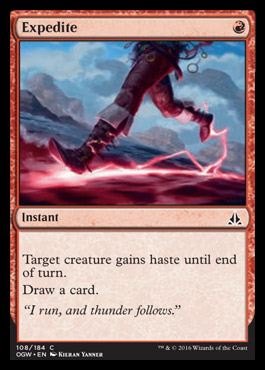 Expedite
Instant
Target creature gains haste until end
of turn.
Draw a card.
"I run, and thunder follows."
108/184 C
OGW • EN Kieran Yanner
™ & © 2016 Wizards of the Coast